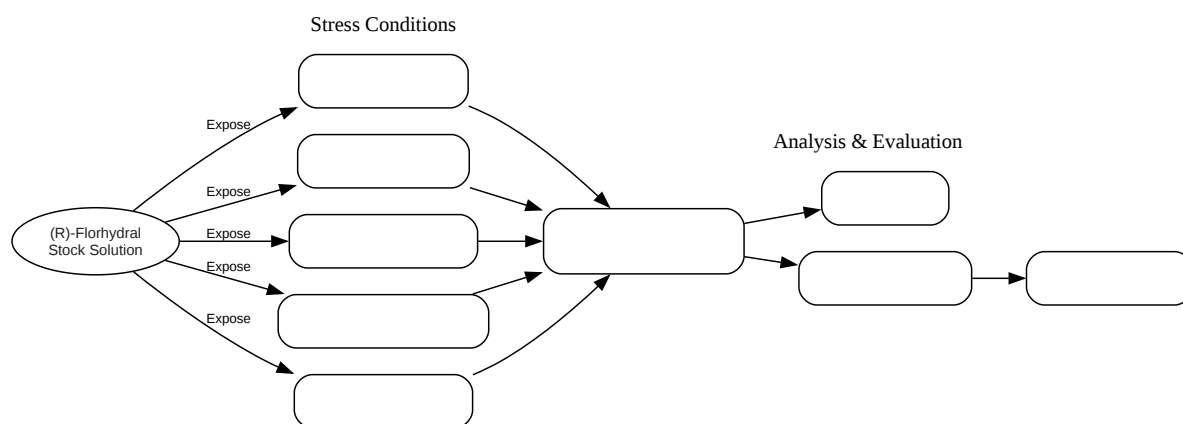 Stress Conditions
Expose
Analysis & Evaluation
Expose
(R)-Florhydral
Stock Solution
Expose
Expose
Expose